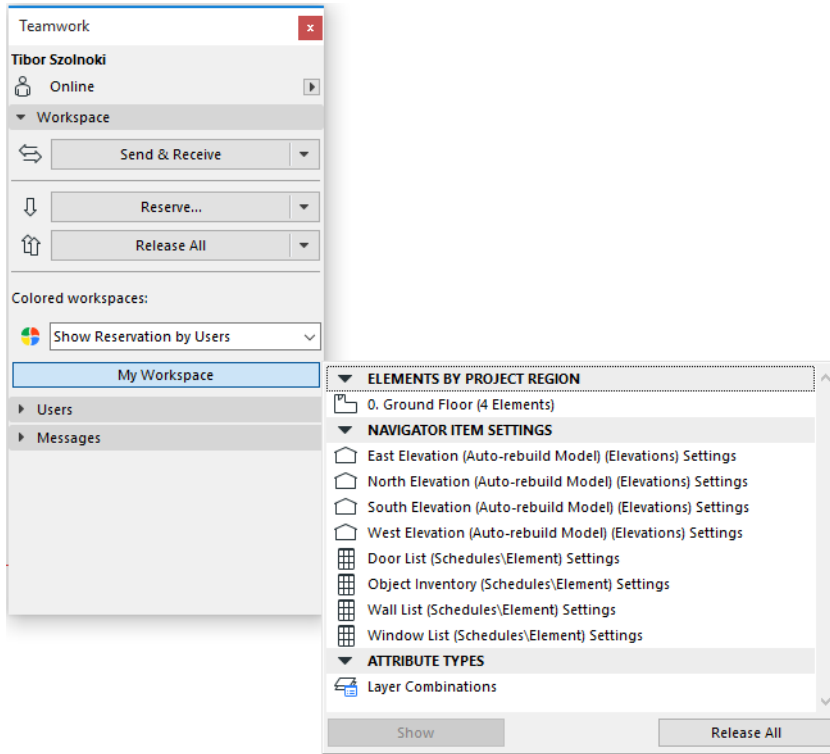 Teamwork
x
Tibor Szolnoki
Online
Workspace
Send & Receive
Reserve...
Release All
Colored workspaces:
Show Reservation by Users
My Workspace
Users
Messages
ELEMENTS BY PROJECT REGION
0. Ground Floor (4 Elements)
NAVIGATOR ITEM SETTINGS
East Elevation (Auto-rebuild Model) (Elevations) Settings
North Elevation (Auto-rebuild Model) (Elevations) Settings
South Elevation (Auto-rebuild Model) (Elevations) Settings
West Elevation (Auto-rebuild Model) (Elevations) Settings
Door List (Schedules\Element) Settings
Object Inventory (Schedules\Element) Settings
Wall List (Schedules\Element) Settings
Window List (Schedules\Element) Settings
ATTRIBUTE TYPES
Layer Combinations
Show
Release All